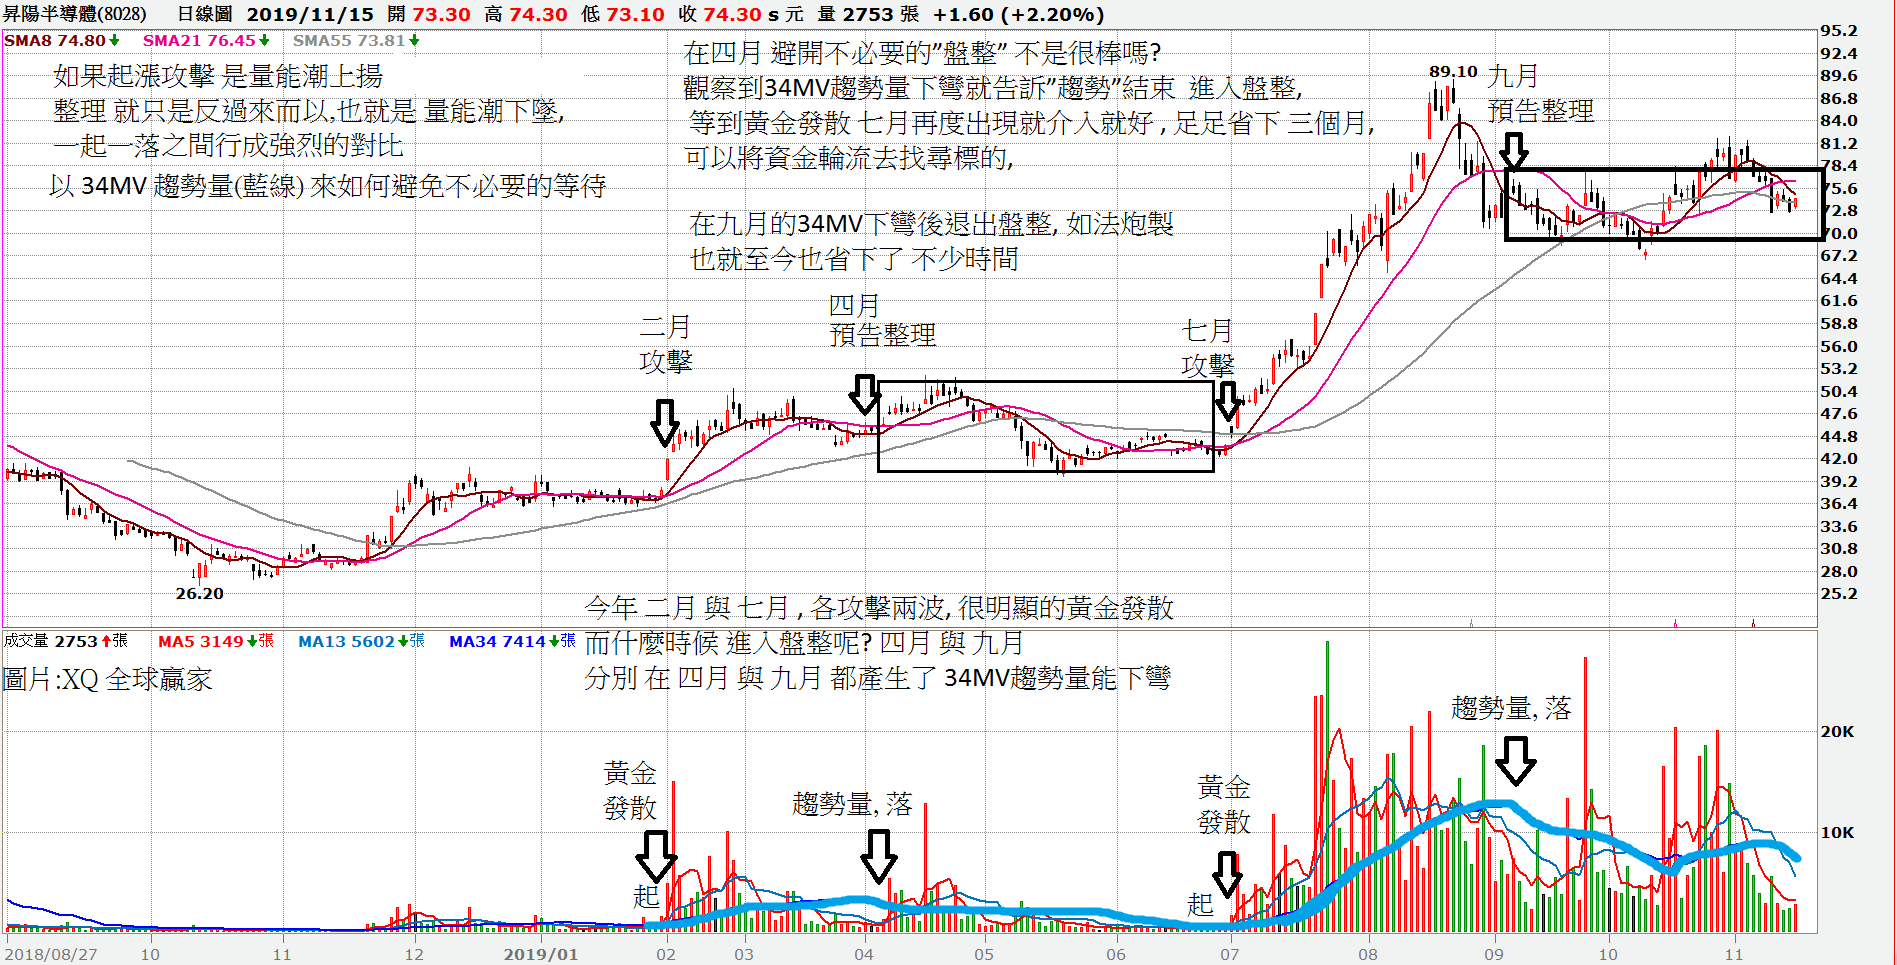 昇陽半導體(8028) 日線圖 2019/11/15 開 73.30 高 74.30 低 73.10 收 74.30 s 元 量 2753 張 +1.60 (+2.20%)
SMA8 74.80↓ SMA21 76.45↓ SMA55 73.81↓
如果起漲攻擊 是量能潮上揚
整理 就只是反過來而以,也就是 量能潮下墜,
一起一落之間行成強烈的對比
以 34MV 趨勢量(藍線) 來如何避免不必要的等待
在四月 避開不必要的”盤整” 不是很棒嗎?
觀察到34MV趨勢量下彎就告訴”趨勢”結束 進入盤整,
等到黃金發散 七月再度出現就介入就好 , 足足省下 三個月,
可以將資金輪流去找尋標的,
在九月的34MV下彎後退出盤整, 如法炮製
也就至今也省下了 不少時間
89.10
九月
預告整理
二月
攻擊
四月
預告整理
七月
攻擊
26.20
95.2
92.4
89.6
86.8
84.0
81.2
78.4
75.6
72.8
70.0
67.2
64.4
61.6
58.8
56.0
53.2
50.4
47.6
44.8
42.0
39.2
36.4
33.6
30.8
28.0
25.2
今年 二月 與 七月 , 各攻擊兩波, 很明顯的黃金發散
而什麼時候 進入盤整呢? 四月 與 九月
分別 在 四月 與 九月 都產生了 34MV趨勢量能下彎
成交量 2753↑張 MA5 3149↓張 MA13 5602↓張 MA34 7414↓張
圖片:XQ 全球贏家
黃金
發散
起
趨勢量, 落
黃金
發散
起
趨勢量, 落
20K
10K
2018/08/27 10 11 12 2019/01 02 03 04 05 06 07 08 09 10 11